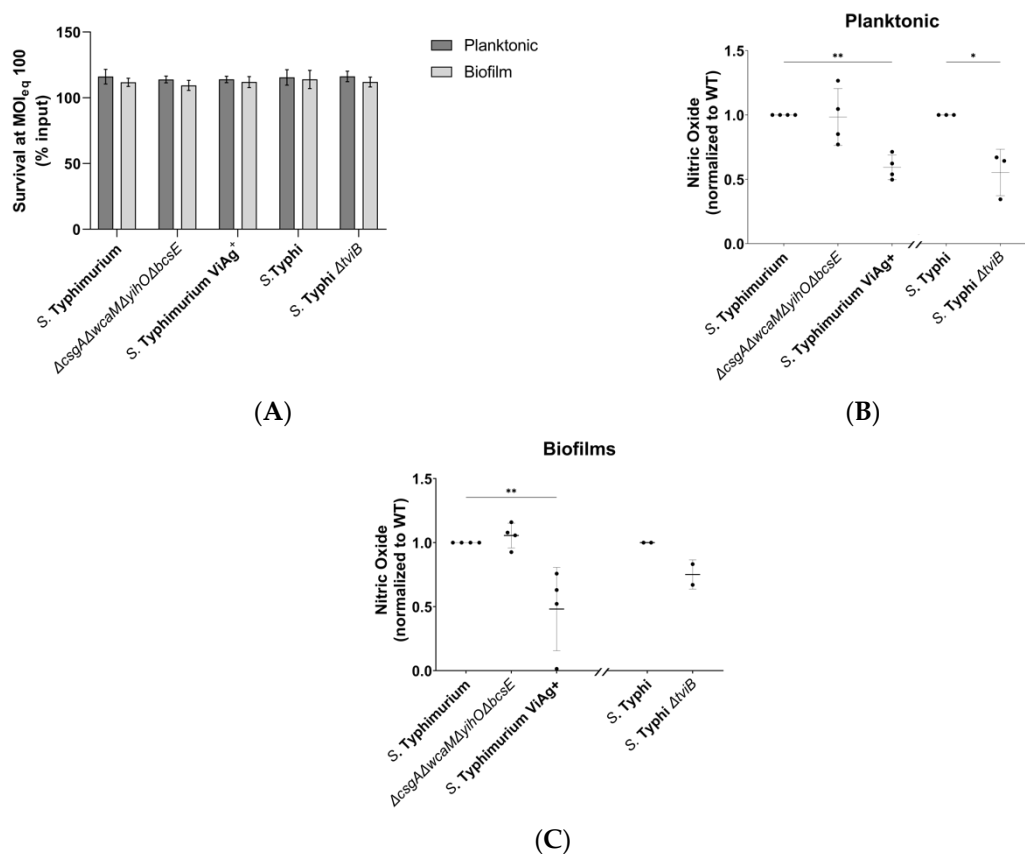 Survival at MOIeq 100
(% input)
150
100
50
0
Planktonic
Biofilm
S. Typhimurium
ΔcsgAΔwcaMΔyihOΔbcsE
S. Typhimurium ViAg+
S. Typhi
S. Typhi ΔtviB
(A)
Planktonic
Nitric Oxide
(normalized to WT)
1.5
1.0
0.5
0.0
**
*
S. Typhimurium
ΔcsgAΔwcaMΔyihOΔbcsE
S. Typhimurium ViAg+
S. Typhi
S. Typhi ΔtviB
(B)
Biofilms
Nitric Oxide
(normalized to WT)
1.5
1.0
0.5
0.0
**
S. Typhimurium
ΔcsgAΔwcaMΔyihOΔbcsE
S. Typhimurium ViAg+
S. Typhi
S. Typhi ΔtviB
(C)